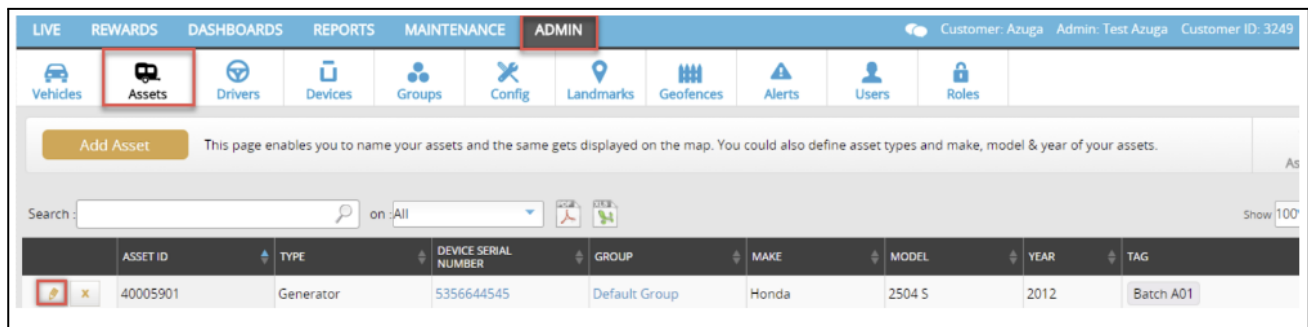 LIVE REWARDS DASHBOARDS REPORTS MAINTENANCE ADMIN Customer: Azuga Admin: Test Azuga Customer ID: 3249
Vehicles Assets Drivers Devices Groups Config Landmarks Geofences Alerts Users Roles
Add Asset This page enables you to name your assets and the same gets displayed on the map. You could also define asset types and make, model & year of your assets.
As
Search : on :All Show 100
ASSET ID TYPE DEVICE SERIAL NUMBER GROUP MAKE MODEL YEAR TAG
40005901 Generator 5356644545 Default Group Honda 2504 S 2012 Batch A01